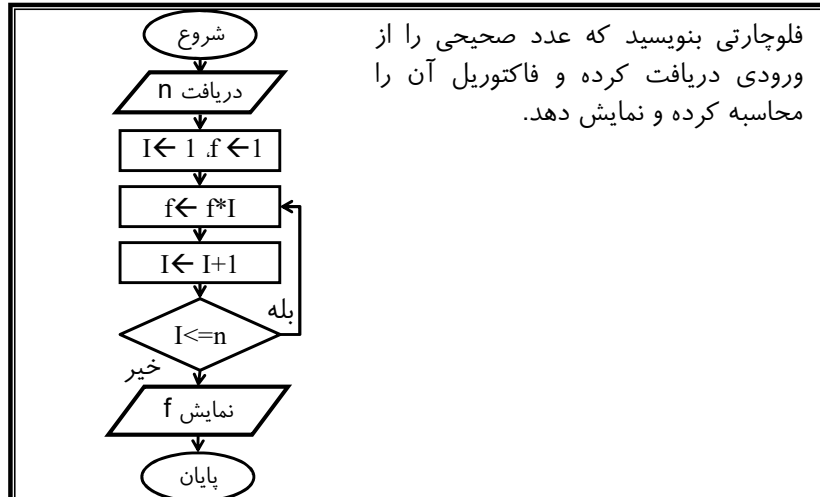 فلوچارتی بنویسید که عدد صحیحی را از
ورودی دریافت کرده و فاکتوریل آن را
محاسبه کرده و نمایش دهد.
شروع
دریافت n
I← 1 ،f ←1
f← f*I
I← I+1
I<=n
بله
خیر
نمایش f
پایان